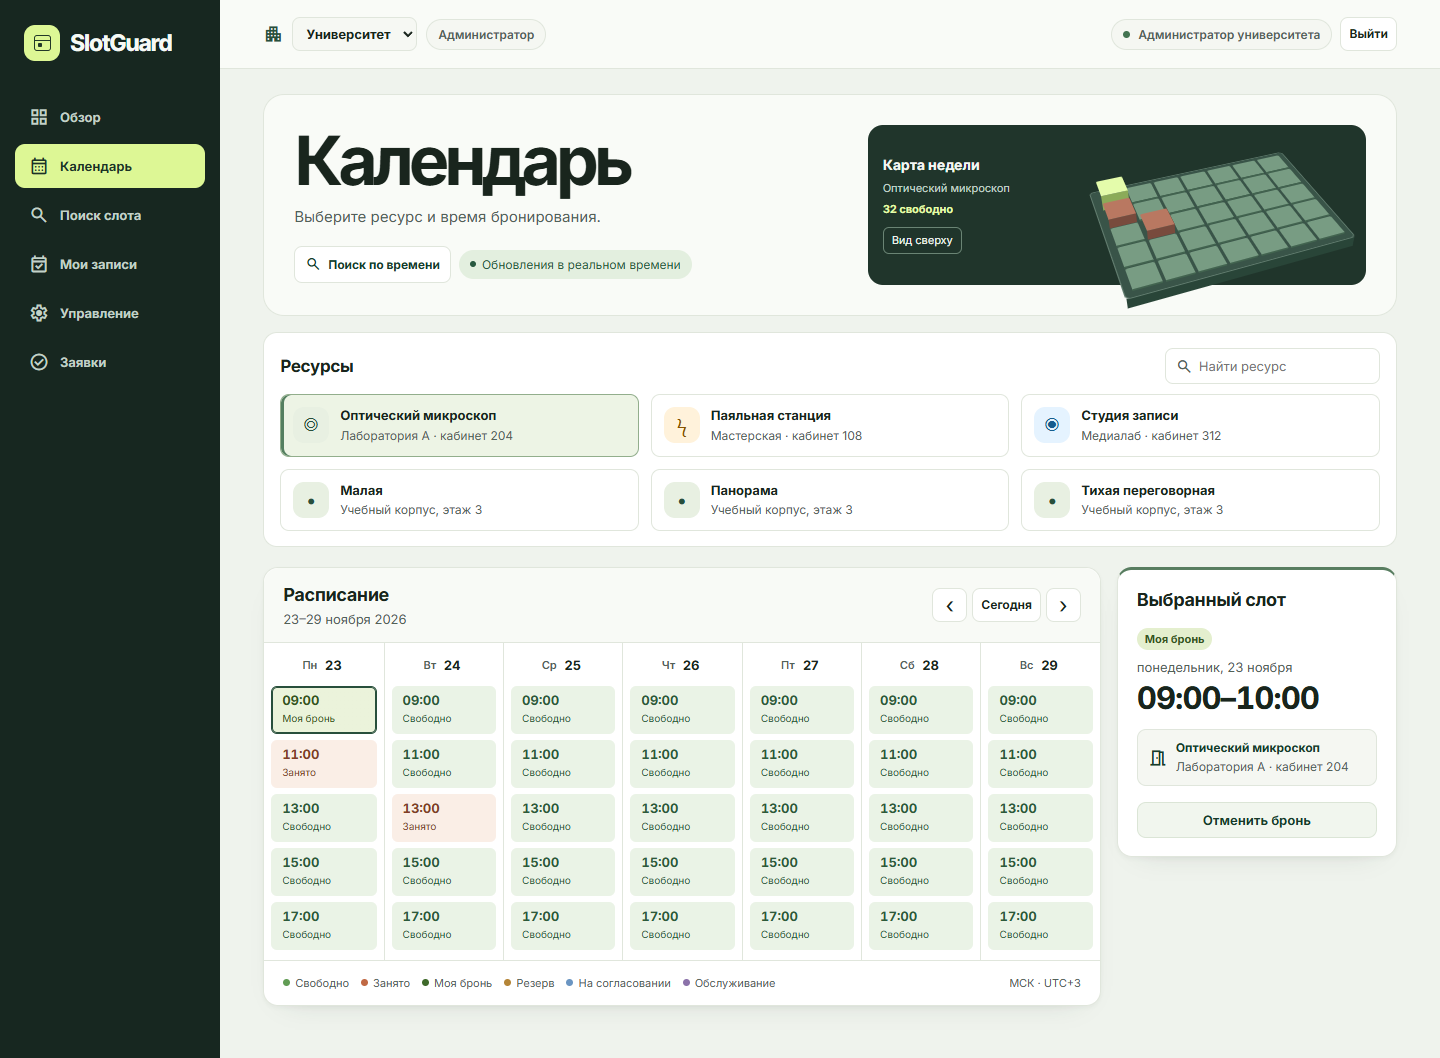 SlotGuard
Обзор
Календарь
Поиск слота
Мои записи
Управление
Заявки
Университет
Администратор
Администратор университета
Выйти
Календарь
Выберите ресурс и время бронирования.
Поиск по времени
Обновления в реальном времени
Карта недели
Оптический микроскоп
32 свободно
Вид сверху
Ресурсы
Найти ресурс
Оптический микроскоп
Лаборатория А · кабинет 204
Паяльная станция
Мастерская · кабинет 108
Студия записи
Медиалаб · кабинет 312
Малая
Учебный корпус, этаж 3
Панорама
Учебный корпус, этаж 3
Тихая переговорная
Учебный корпус, этаж 3
Расписание
23–29 ноября 2026
Сегодня
Пн 23 Вт 24 Ср 25 Чт 26 Пт 27 Сб 28 Вс 29
09:00 09:00 09:00 09:00 09:00 09:00 09:00
Моя бронь Свободно Свободно Свободно Свободно Свободно Свободно
11:00 11:00 11:00 11:00 11:00 11:00 11:00
Занято Свободно Свободно Свободно Свободно Свободно Свободно
13:00 13:00 13:00 13:00 13:00 13:00 13:00
Свободно Занято Свободно Свободно Свободно Свободно Свободно
15:00 15:00 15:00 15:00 15:00 15:00 15:00
Свободно Свободно Свободно Свободно Свободно Свободно Свободно
17:00 17:00 17:00 17:00 17:00 17:00 17:00
Свободно Свободно Свободно Свободно Свободно Свободно Свободно
Свободно Занято Моя бронь Резерв На согласовании Обслуживание
МСК · UTC+3
Выбранный слот
Моя бронь
понедельник, 23 ноября
09:00–10:00
Оптический микроскоп
Лаборатория А · кабинет 204
Отменить бронь